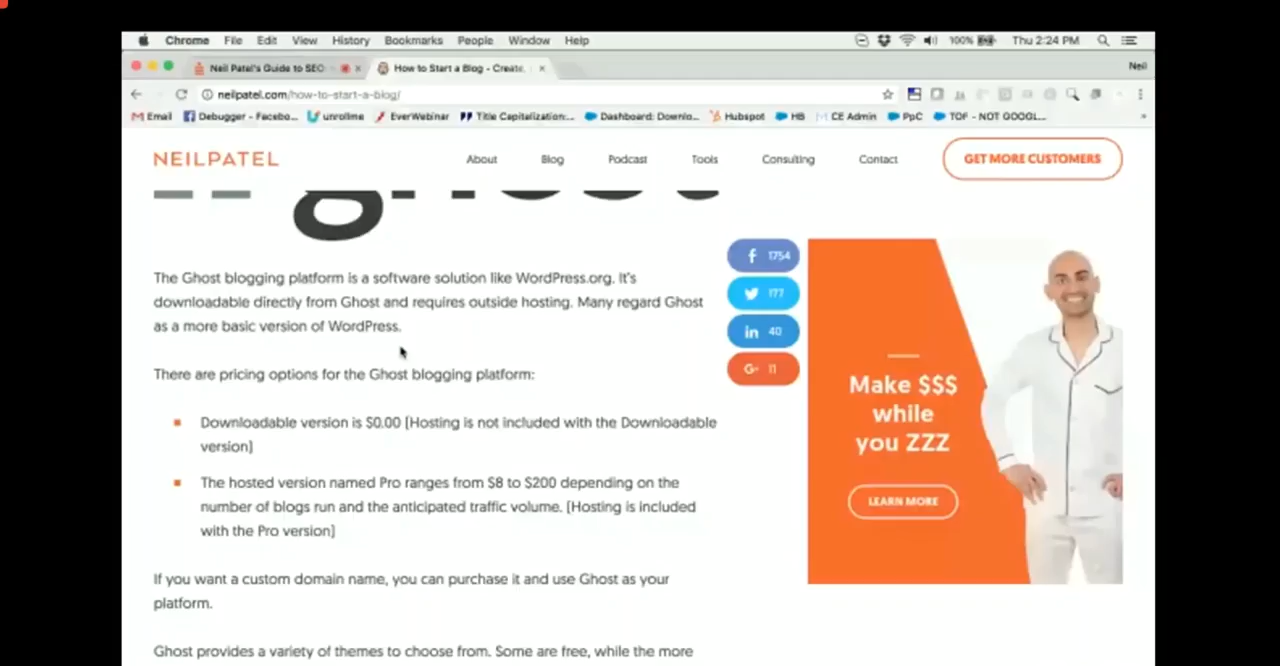 Chrome File Edit View History Bookmarks People Window Help 100% Thu 2:24 PM
Neil Patel's Guide to SEO How to Start a Blog - Create, Neil
neilpatel.com/how-to-start-a-blog/
Email Debugger - Facebo... unrollme EverWebinar Title Capitalization:... Dashboard: Downlo... Hubspot HB CE Admin PpC TOF - NOT GOOGL...
NEILPATEL About Blog Podcast Tools Consulting Contact GET MORE CUSTOMERS
The Ghost blogging platform is a software solution like WordPress.org. It's
downloadable directly from Ghost and requires outside hosting. Many regard Ghost
as a more basic version of WordPress.
There are pricing options for the Ghost blogging platform:
Downloadable version is $0.00 [Hosting is not included with the Downloadable
version]
The hosted version named Pro ranges from $8 to $200 depending on the
number of blogs run and the anticipated traffic volume. [Hosting is included
with the Pro version]
If you want a custom domain name, you can purchase it and use Ghost as your
platform.
Ghost provides a variety of themes to choose from. Some are free, while the more
f 1754
177
in 40
G+ 11
Make $$$
while
you ZZZ
LEARN MORE